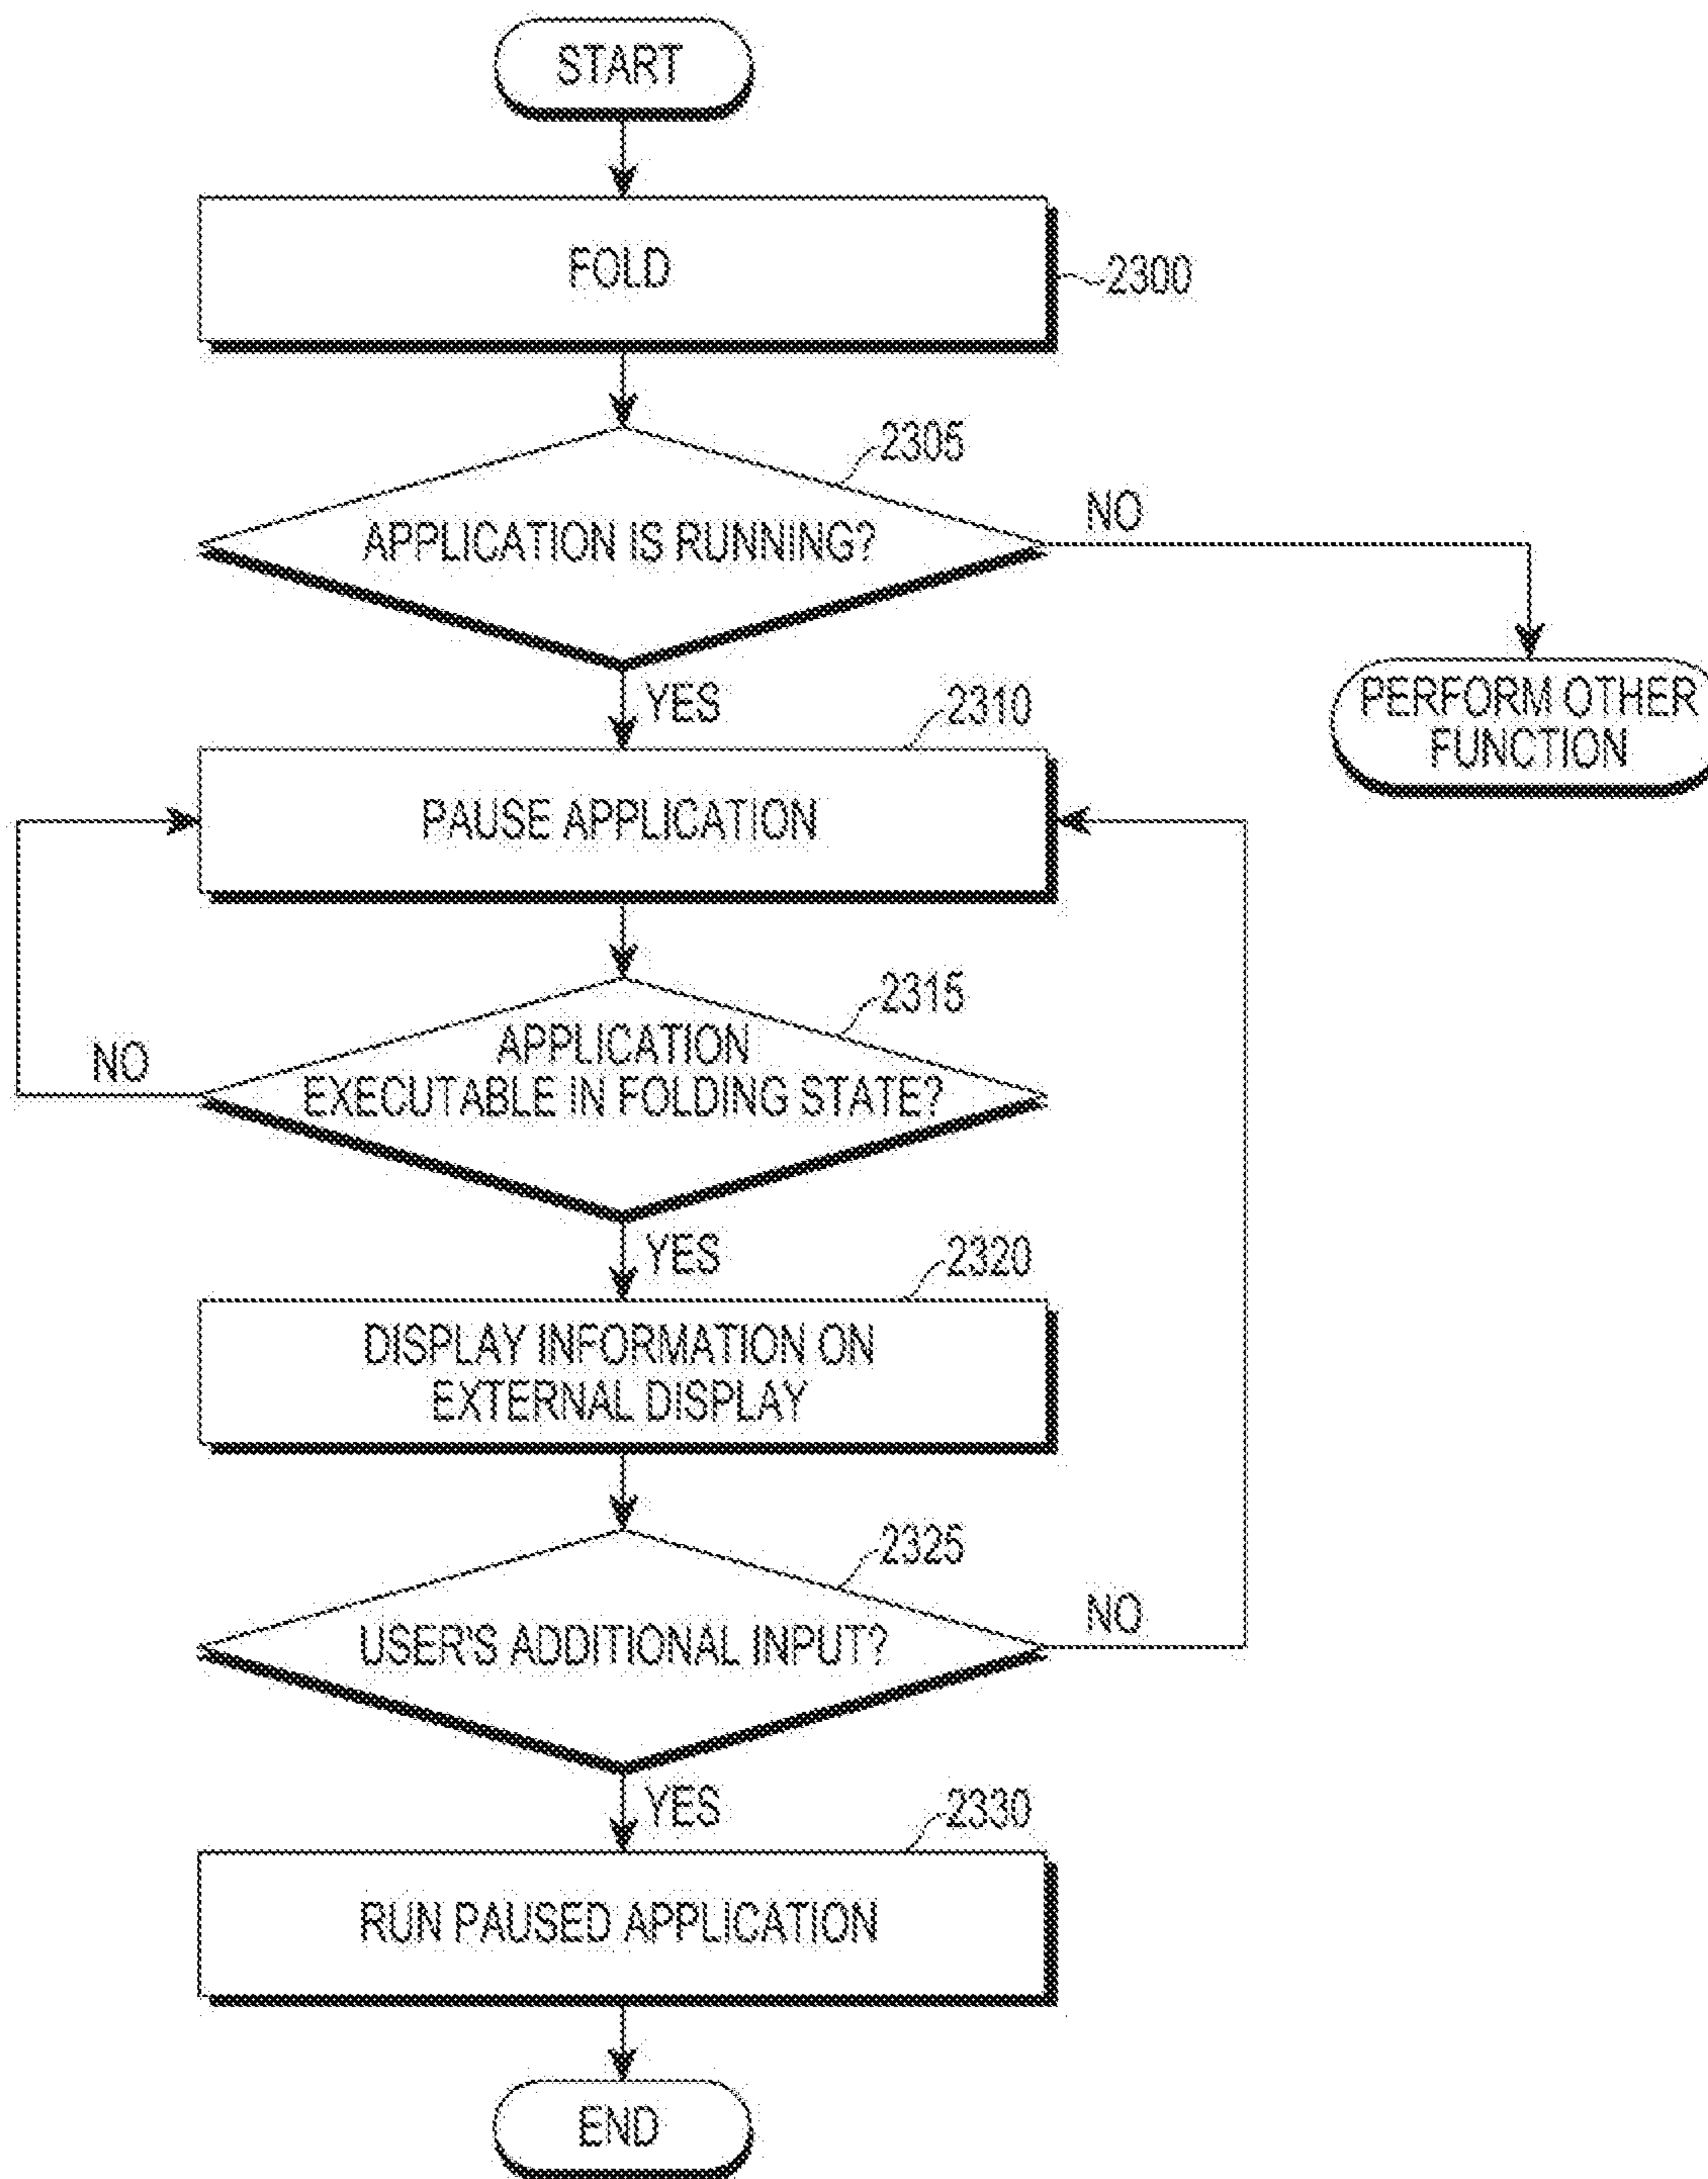 START
FOLD
2300
2305
APPLICATION IS RUNNING?
NO
YES
PERFORM OTHER
FUNCTION
2310
PAUSE APPLICATION
2315
APPLICATION
EXECUTABLE IN FOLDING STATE?
NO
YES
2320
DISPLAY INFORMATION ON
EXTERNAL DISPLAY
2325
USER'S ADDITIONAL INPUT?
NO
YES
2330
RUN PAUSED APPLICATION
END